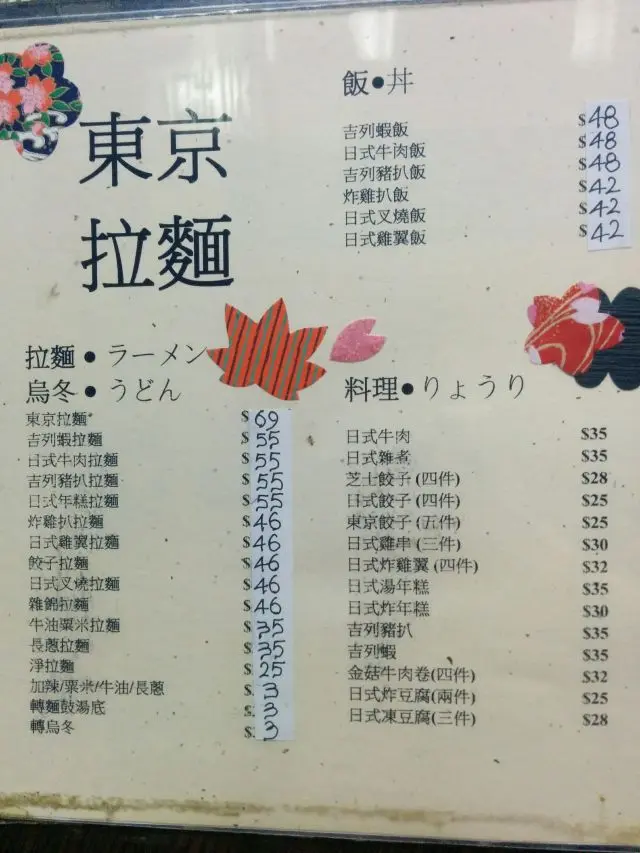 東京
拉麵
飯●丼
吉列蝦飯 $48
日式牛肉飯 $48
吉列豬扒飯 $48
炸雞扒飯 $42
日式叉燒飯 $42
日式雞翼飯 $42
拉麵 ● ラーメン
烏冬 ● うどん
東京拉麵* $69
吉列蝦拉麵 $55
日式牛肉拉麵 $55
吉列豬扒拉麵 $55
日式年糕拉麵 $55
炸雞扒拉麵 $46
日式雞翼拉麵 $46
餃子拉麵 $46
日式叉燒拉麵 $46
雜錦拉麵 $46
牛油粟米拉麵 $35
長蔥拉麵 $35
淨拉麵 $25
加辣/粟米/牛油/長蔥 $3
轉麵鼓湯底 $3
轉烏冬 $3
料理●りょうり
日式牛肉 $35
日式雜煮 $35
芝士餃子(四件) $28
日式餃子(四件) $25
東京餃子(五件) $25
日式雞串(三件) $30
日式炸雞翼(四件) $32
日式湯年糕 $35
日式炸年糕 $30
吉列豬扒 $35
吉列蝦 $35
金菇牛肉卷(四件) $32
日式炸豆腐(兩件) $25
日式凍豆腐(三件) $28